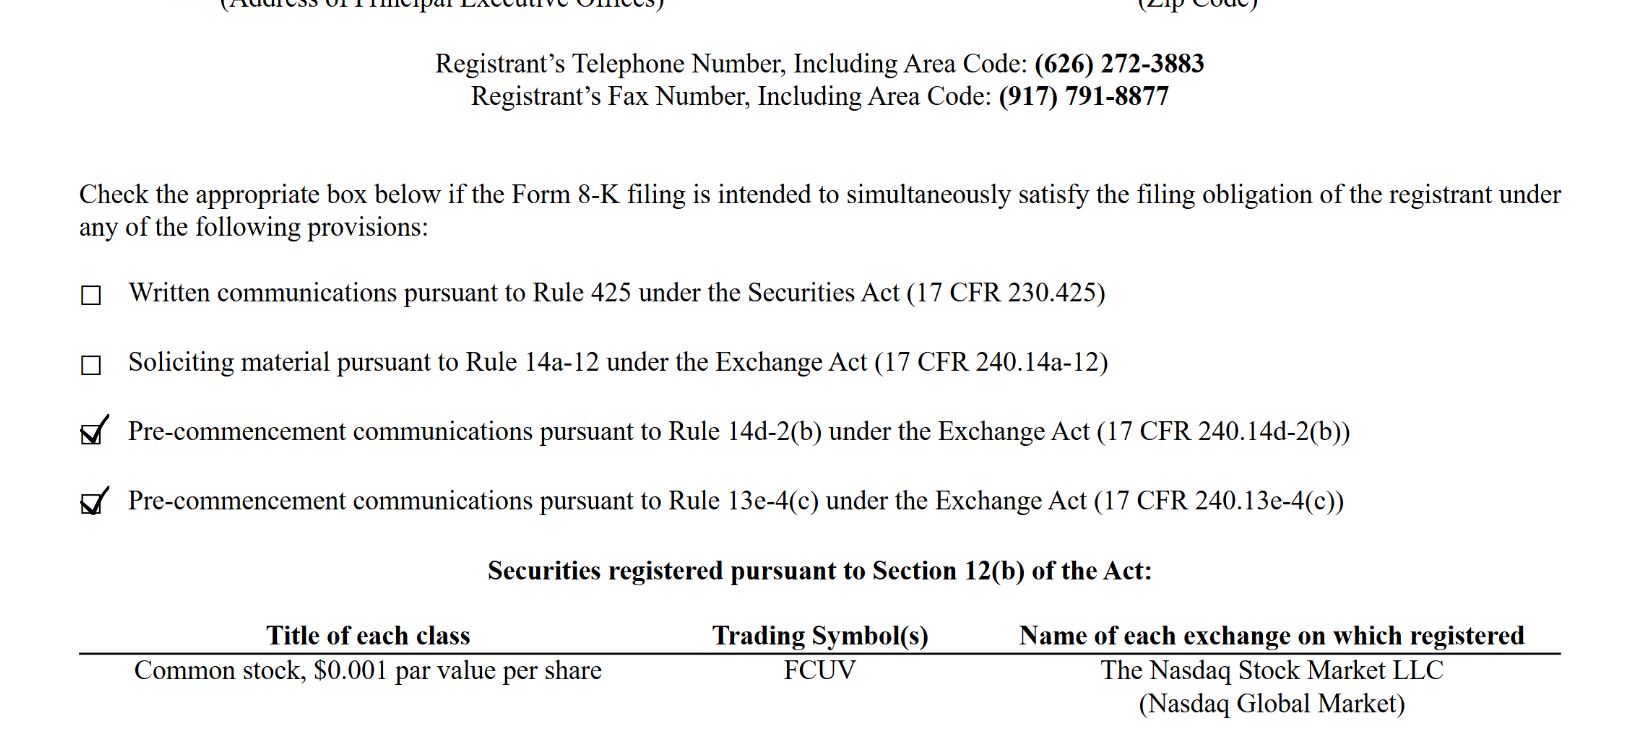 (Address of Principal Executive Offices) (Zip Code)
Registrant’s Telephone Number, Including Area Code: (626) 272-3883
Registrant’s Fax Number, Including Area Code: (917) 791-8877
Check the appropriate box below if the Form 8-K filing is intended to simultaneously satisfy the filing obligation of the registrant under
any of the following provisions:
☐ Written communications pursuant to Rule 425 under the Securities Act (17 CFR 230.425)
☐ Soliciting material pursuant to Rule 14a-12 under the Exchange Act (17 CFR 240.14a-12)
☑ Pre-commencement communications pursuant to Rule 14d-2(b) under the Exchange Act (17 CFR 240.14d-2(b))
☑ Pre-commencement communications pursuant to Rule 13e-4(c) under the Exchange Act (17 CFR 240.13e-4(c))
Securities registered pursuant to Section 12(b) of the Act:
Title of each class Trading Symbol(s) Name of each exchange on which registered
Common stock, $0.001 par value per share FCUV The Nasdaq Stock Market LLC
(Nasdaq Global Market)